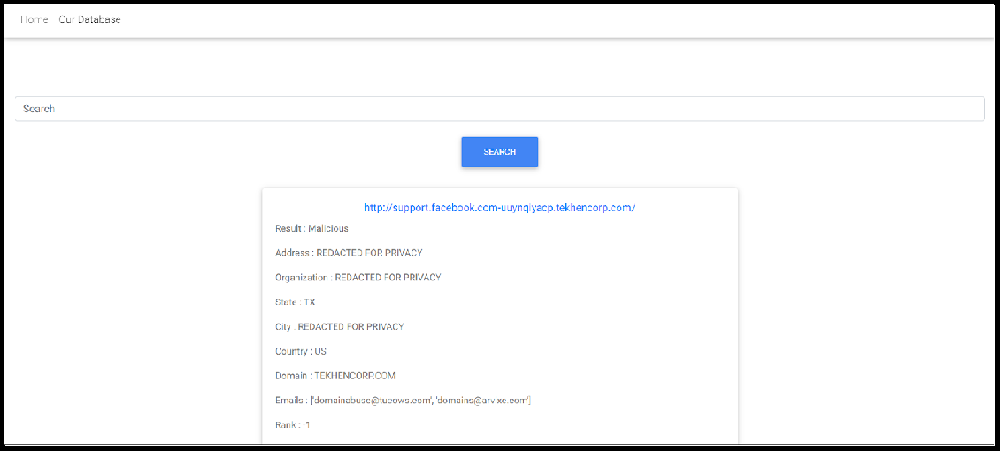 Home Our Database
Search
SEARCH
http://support.facebook.com-uuynqiyacp.tekhencorp.com/
Result : Malicious
Address : REDACTED FOR PRIVACY
Organization : REDACTED FOR PRIVACY
State : TX
City : REDACTED FOR PRIVACY
Country : US
Domain : TEKHENCORP.COM
Emails : ['domainabuse@tucows.com', 'domains@arvixe.com']
Rank : -1